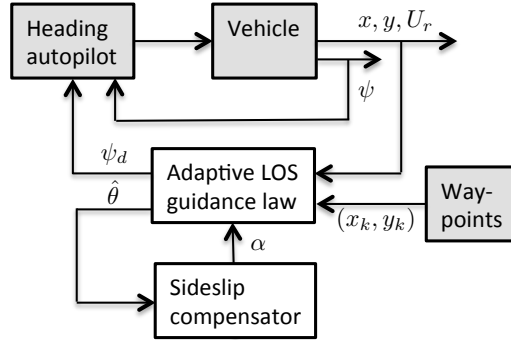 Heading
autopilot
Vehicle
x, y, U_r
ψ
ψ_d
θ̂
Adaptive LOS
guidance law
(x_k, y_k)
Way-
points
α
Sideslip
compensator